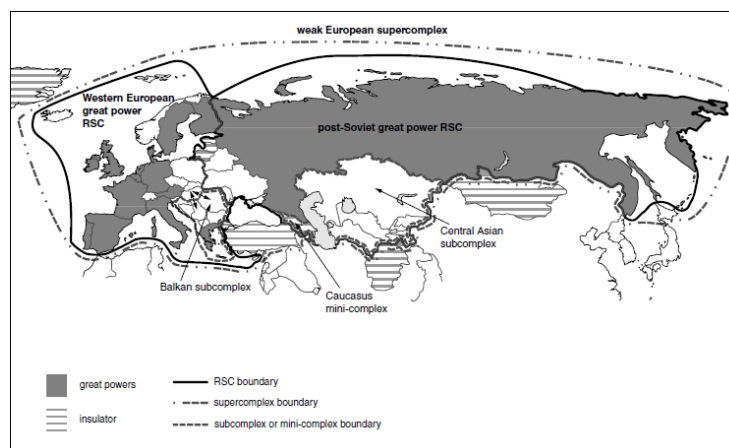 weak European supercomplex
Western European
great power
RSC
post-Soviet great power RSC
Central Asian
subcomplex
Balkan subcomplex
Caucasus
mini-complex
great powers
RSC boundary
supercomplex boundary
insulator
subcomplex or mini-complex boundary